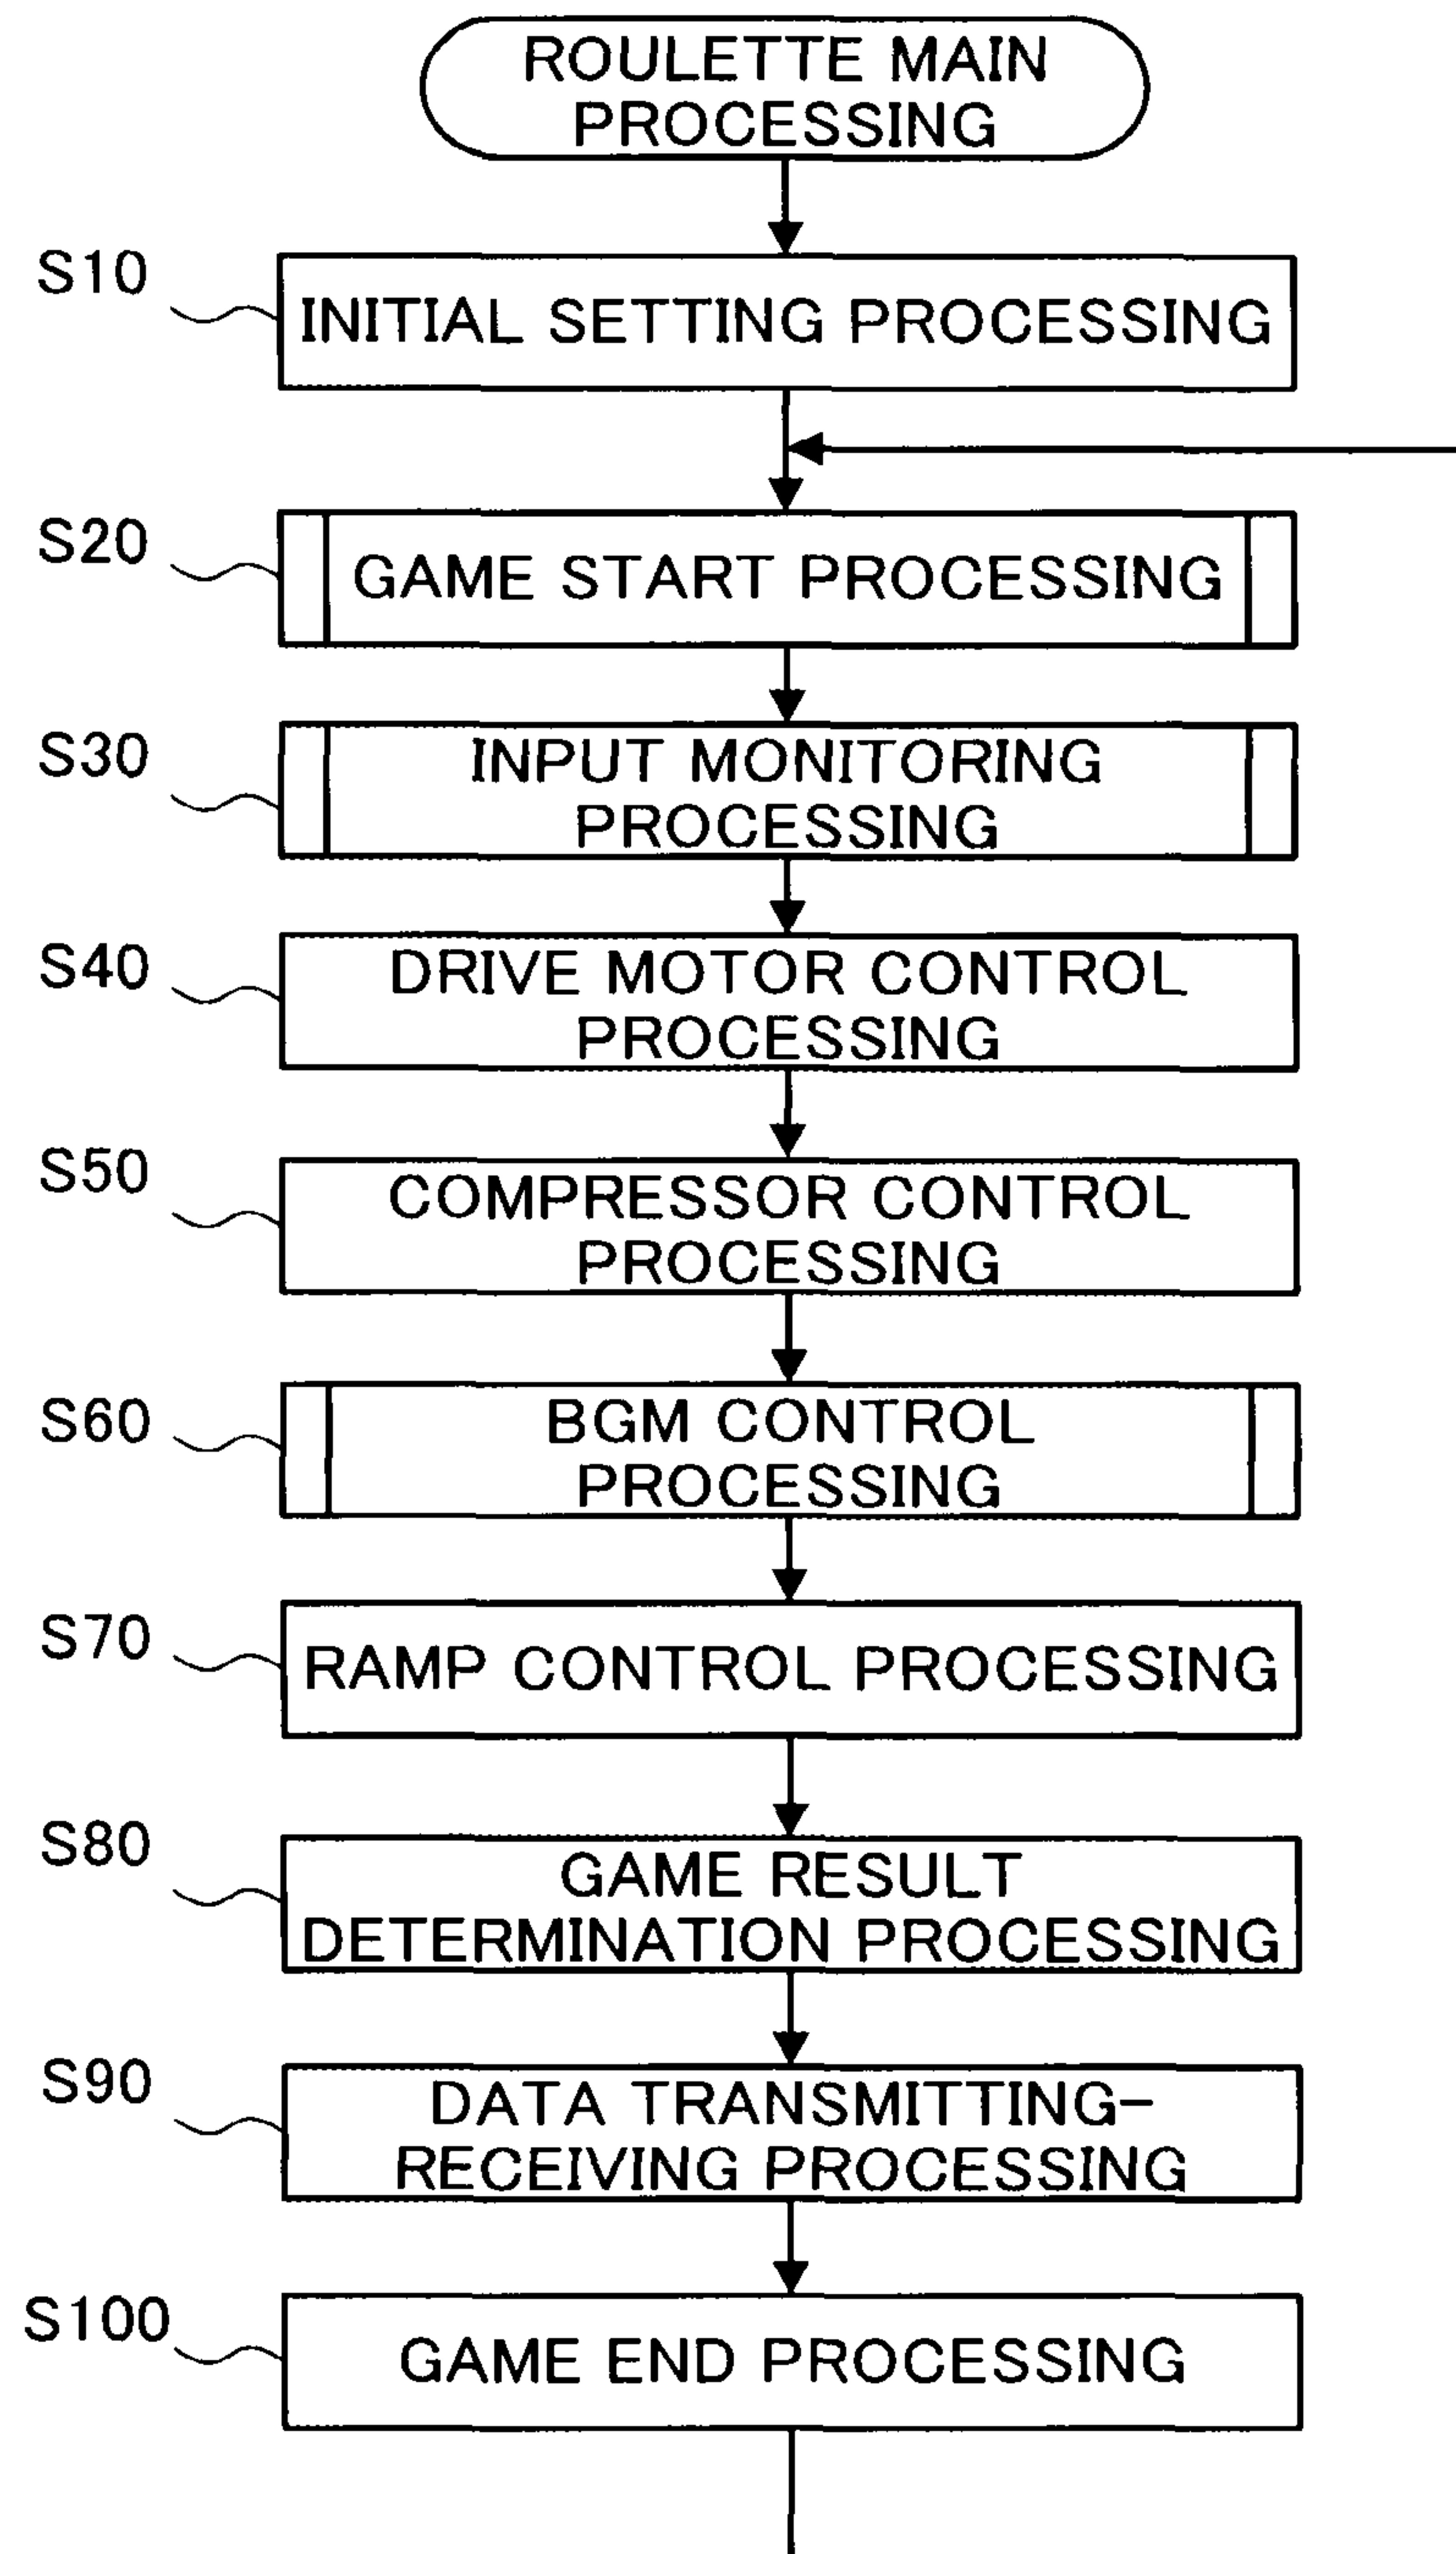 ROULETTE MAIN
PROCESSING
S10
INITIAL SETTING PROCESSING
S20
GAME START PROCESSING
S30
INPUT MONITORING
PROCESSING
S40
DRIVE MOTOR CONTROL
PROCESSING
S50
COMPRESSOR CONTROL
PROCESSING
S60
BGM CONTROL
PROCESSING
S70
RAMP CONTROL PROCESSING
S80
GAME RESULT
DETERMINATION PROCESSING
S90
DATA TRANSMITTING-
RECEIVING PROCESSING
S100
GAME END PROCESSING